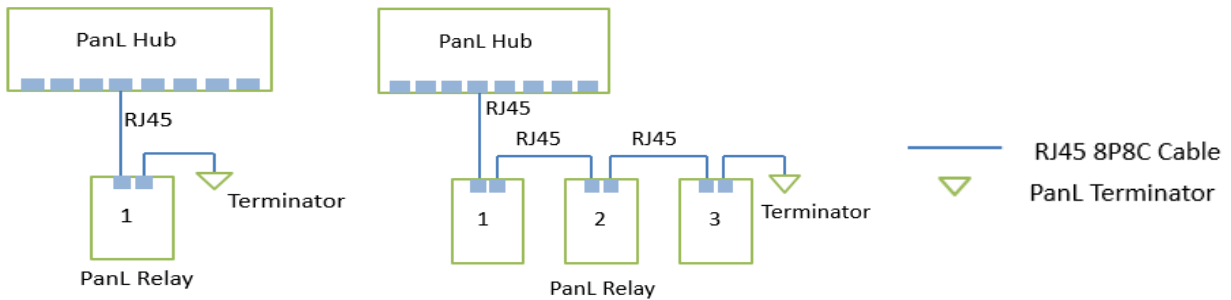 PanL Hub
RJ45
1
Terminator
PanL Relay
PanL Hub
RJ45
RJ45
RJ45
1
2
3
Terminator
PanL Relay
RJ45 8P8C Cable
PanL Terminator